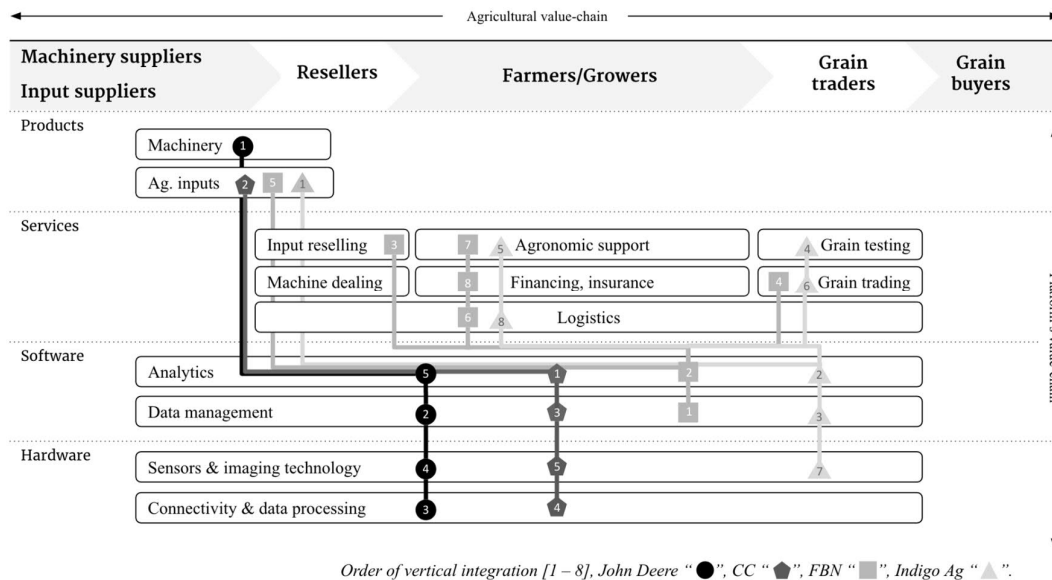 Agricultural value-chain
Machinery suppliers
Input suppliers
Resellers
Farmers/Growers
Grain
traders
Grain
buyers
Products
Machinery 1
Ag. inputs 2 5 1
Services
Input reselling 3 7 5 Agronomic support 4 Grain testing
Machine dealing 8 Financing, insurance 4 6 Grain trading
6 8 Logistics
Software
Analytics 5 1 2 2
Data management 2 3 1 3
Hardware
Sensors & imaging technology 4 5 7
Connectivity & data processing 3 4
Order of vertical integration [1 – 8], John Deere “●”, CC “⬟”, FBN “■”, Indigo Ag “▲”.